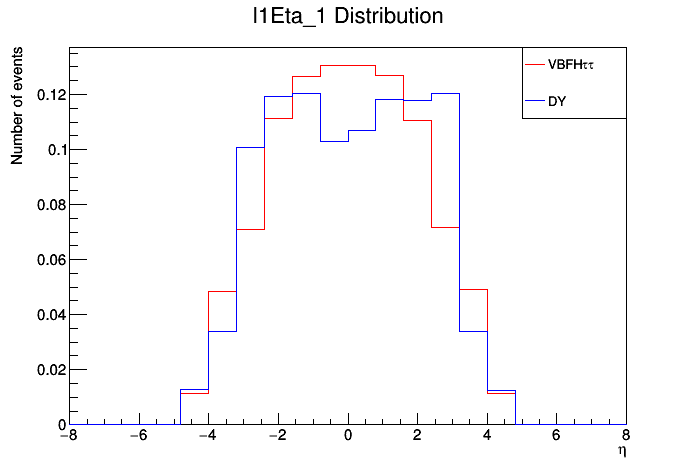 l1Eta_1 Distribution
Number of events
VBFHττ
DY
0.12
0.1
0.08
0.06
0.04
0.02
0
−8 −6 −4 −2 0 2 4 6 8
η